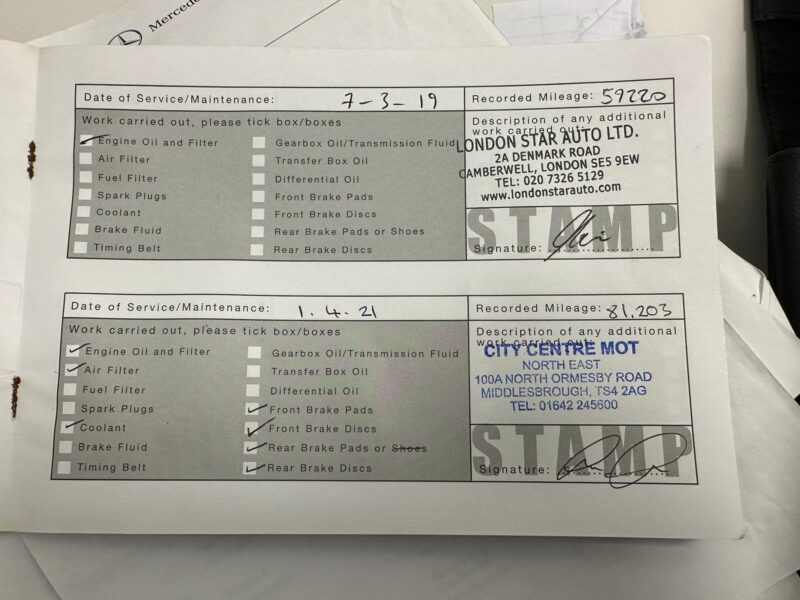 Mercedes
Date of Service/Maintenance: 7-3-19 Recorded Mileage: 59220
Work carried out, please tick box/boxes
Engine Oil and Filter
Air Filter
Fuel Filter
Spark Plugs
Coolant
Brake Fluid
Timing Belt
Gearbox Oil/Transmission Fluid
Transfer Box Oil
Differential Oil
Front Brake Pads
Front Brake Discs
Rear Brake Pads or Shoes
Rear Brake Discs
Description of any additional
work carried out:
LONDON STAR AUTO LTD.
2A DENMARK ROAD
CAMBERWELL, LONDON SE5 9EW
TEL: 020 7326 5129
www.londonstarauto.com
STAMP
Signature:
Date of Service/Maintenance: 1.4.21 Recorded Mileage: 81,203
Work carried out, please tick box/boxes
Engine Oil and Filter
Air Filter
Fuel Filter
Spark Plugs
Coolant
Brake Fluid
Timing Belt
Gearbox Oil/Transmission Fluid
Transfer Box Oil
Differential Oil
Front Brake Pads
Front Brake Discs
Rear Brake Pads or Shoes
Rear Brake Discs
Description of any additional
work carried out:
CITY CENTRE MOT
NORTH EAST
100A NORTH ORMESBY ROAD
MIDDLESBROUGH, TS4 2AG
TEL: 01642 245600
STAMP
Signature: